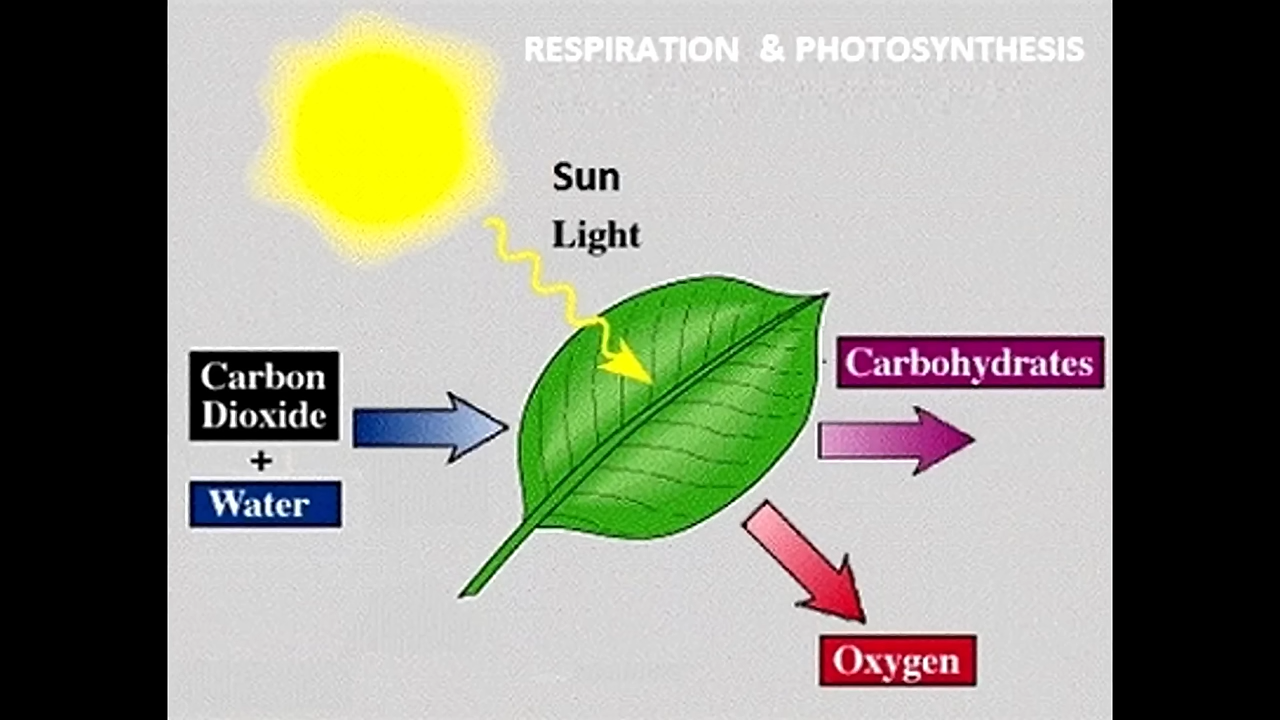 RESPIRATION & PHOTOSYNTHESIS
Sun
Light
Carbon
Dioxide
+
Water
Carbohydrates
Oxygen